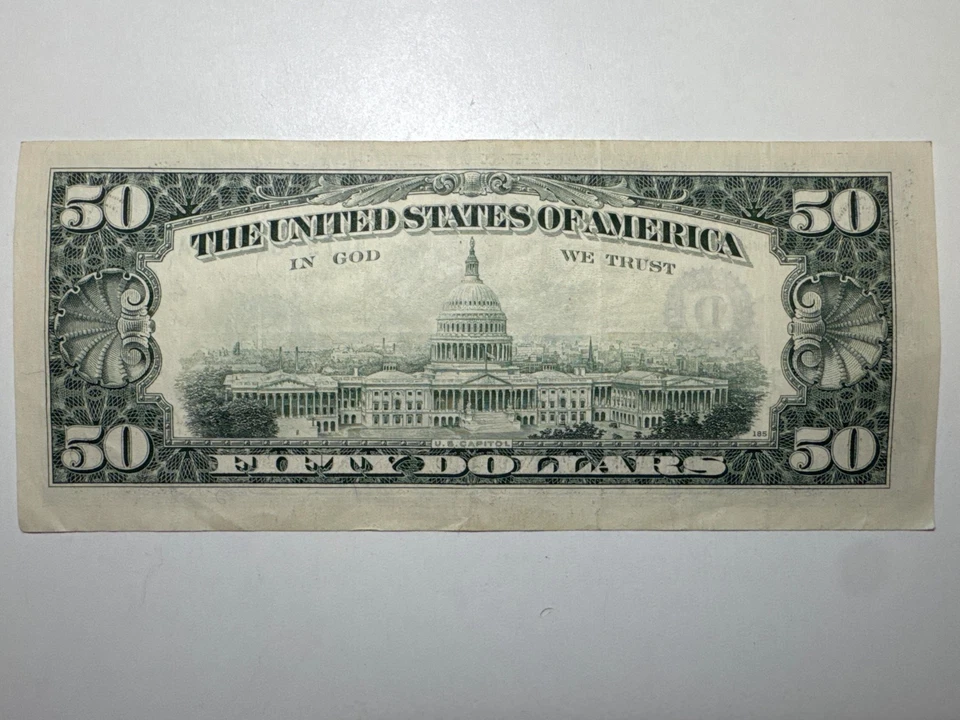 50 50
THE UNITED STATES OF AMERICA
IN GOD WE TRUST
185
U.S. CAPITOL
50 FIFTY DOLLARS 50